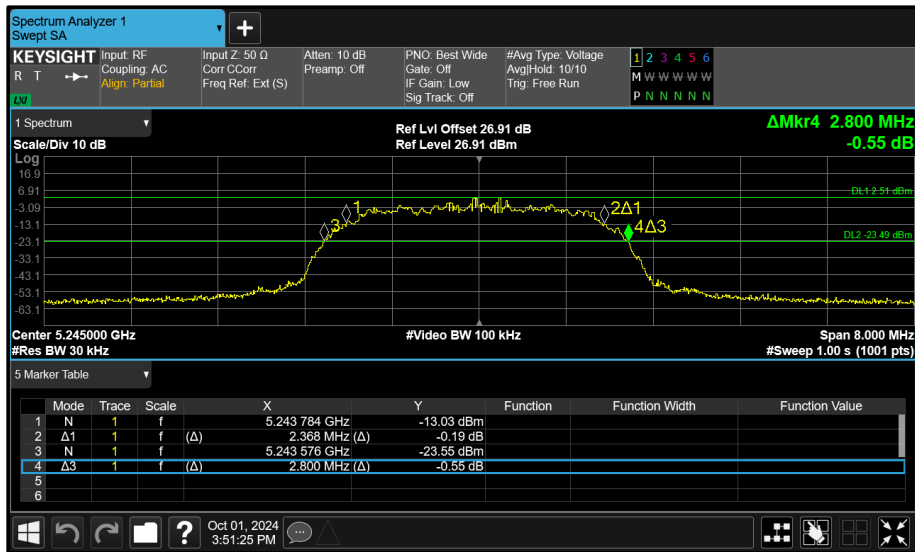 Spectrum Analyzer 1
Swept SA
+
KEYSIGHT Input: RF Input Z: 50 Ω Atten: 10 dB PNO: Best Wide #Avg Type: Voltage 1 2 3 4 5 6
R T Coupling: AC Corr CCorr Preamp: Off Gate: Off Avg|Hold: 10/10 M W W W W W
Align: Partial Freq Ref: Ext (S) IF Gain: Low Trig: Free Run
LXI Sig Track: Off P N N N N N
1 Spectrum ΔMkr4 2.800 MHz
Ref Lvl Offset 26.91 dB
Scale/Div 10 dB Ref Level 26.91 dBm -0.55 dB
Log
16.9
6.91 DL1 2.51 dBm
-3.09 1 2Δ1
-13.1 3 4Δ3
-23.1 DL2 -23.49 dBm
-33.1
-43.1
-53.1
-63.1
Center 5.245000 GHz #Video BW 100 kHz Span 8.000 MHz
#Res BW 30 kHz #Sweep 1.00 s (1001 pts)
5 Marker Table
Mode Trace Scale X Y Function Function Width Function Value
1 N 1 f 5.243 784 GHz -13.03 dBm
2 Δ1 1 f (Δ) 2.368 MHz (Δ) -0.19 dB
3 N 1 f 5.243 576 GHz -23.55 dBm
4 Δ3 1 f (Δ) 2.800 MHz (Δ) -0.55 dB
5
6
? Oct 01, 2024
3:51:25 PM